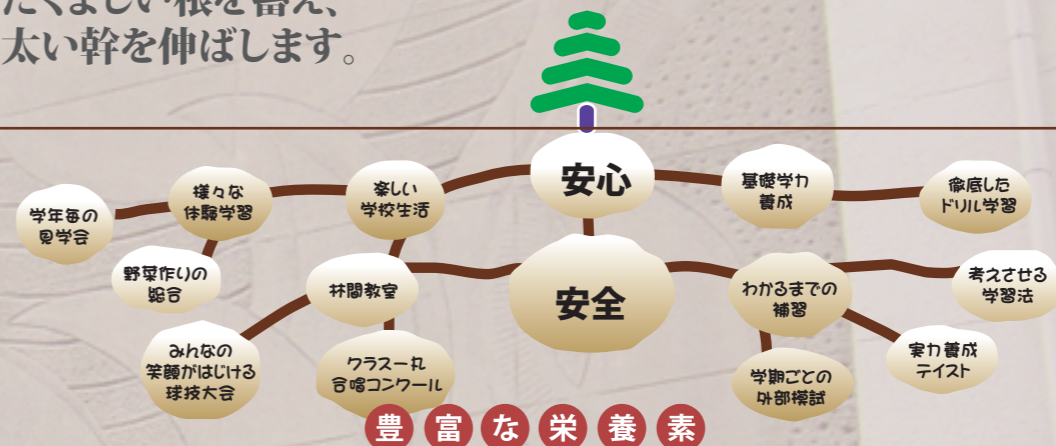 たくましい根を蓄え、
太い幹を伸ばします。
安心
安全
学年毎の
見学会
様々な
体験学習
楽しい
学校生活
基礎学力
養成
徹底した
ドリル学習
野菜作りの
総合
林間教室
わかるまでの
補習
考えさせる
学習法
みんなの
笑顔がはじける
球技大会
クラス一丸
合唱コンクール
学期ごとの
外部模試
実力養成
テイスト
豊富な栄養素